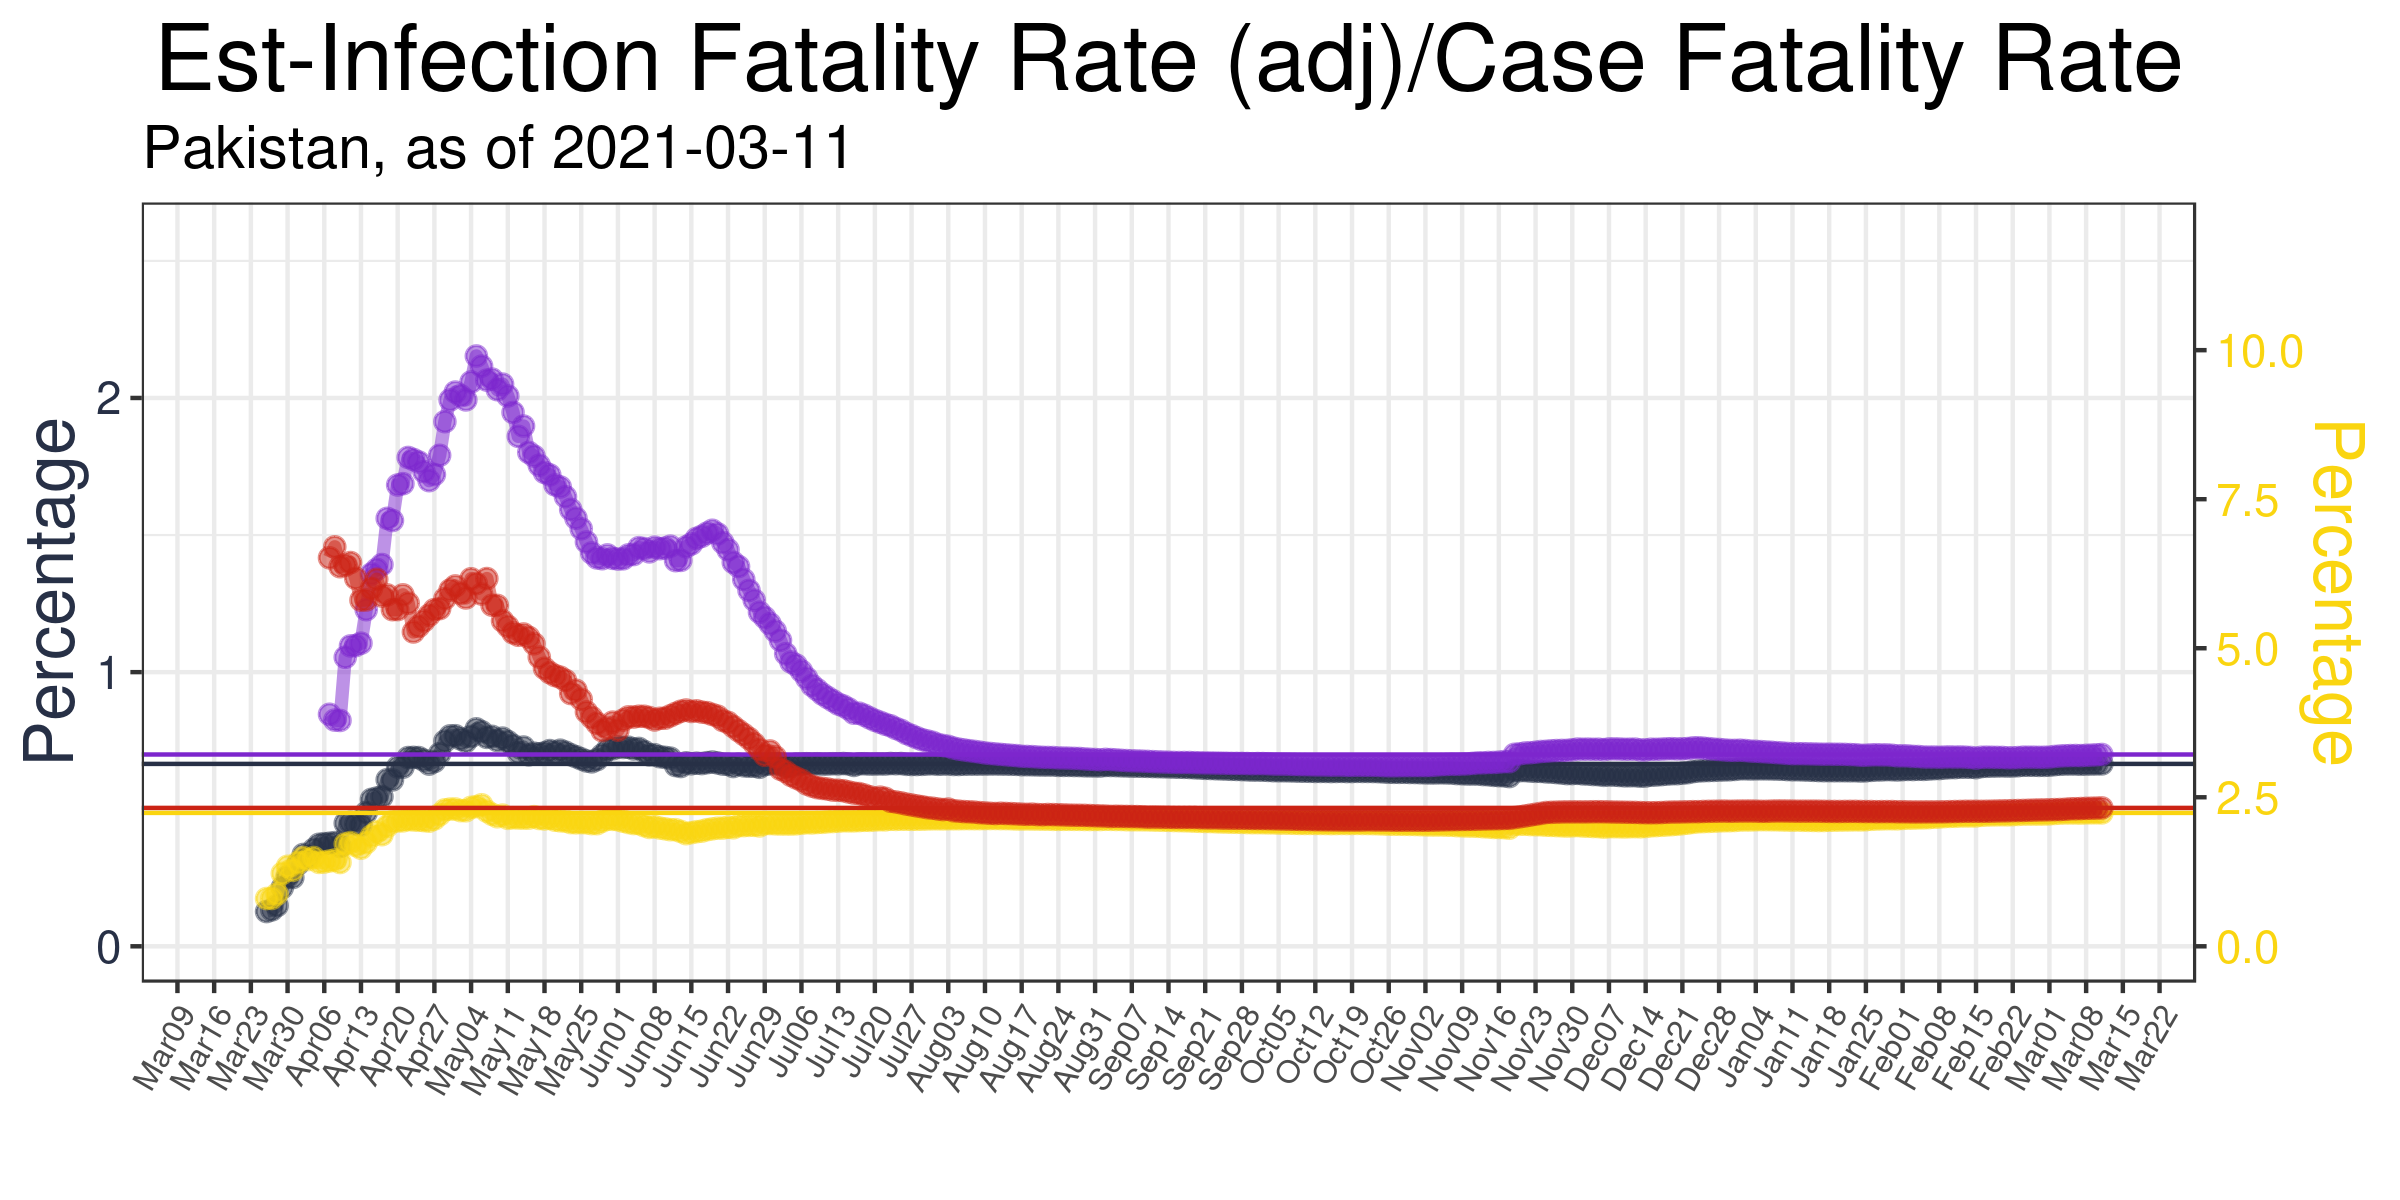 Est-Infection Fatality Rate (adj)/Case Fatality Rate
Pakistan, as of 2021-03-11
Percentage
2
1
0
10.0
7.5
5.0
2.5
0.0
Percentage
Mar09
Mar16
Mar23
Mar30
Apr06
Apr13
Apr20
Apr27
May04
May11
May18
May25
Jun01
Jun08
Jun15
Jun22
Jun29
Jul06
Jul13
Jul20
Jul27
Aug03
Aug10
Aug17
Aug24
Aug31
Sep07
Sep14
Sep21
Sep28
Oct05
Oct12
Oct19
Oct26
Nov02
Nov09
Nov16
Nov23
Nov30
Dec07
Dec14
Dec21
Dec28
Dec04
Jan11
Jan18
Jan25
Feb01
Feb08
Feb15
Feb22
Mar01
Mar08
Mar15
Mar22